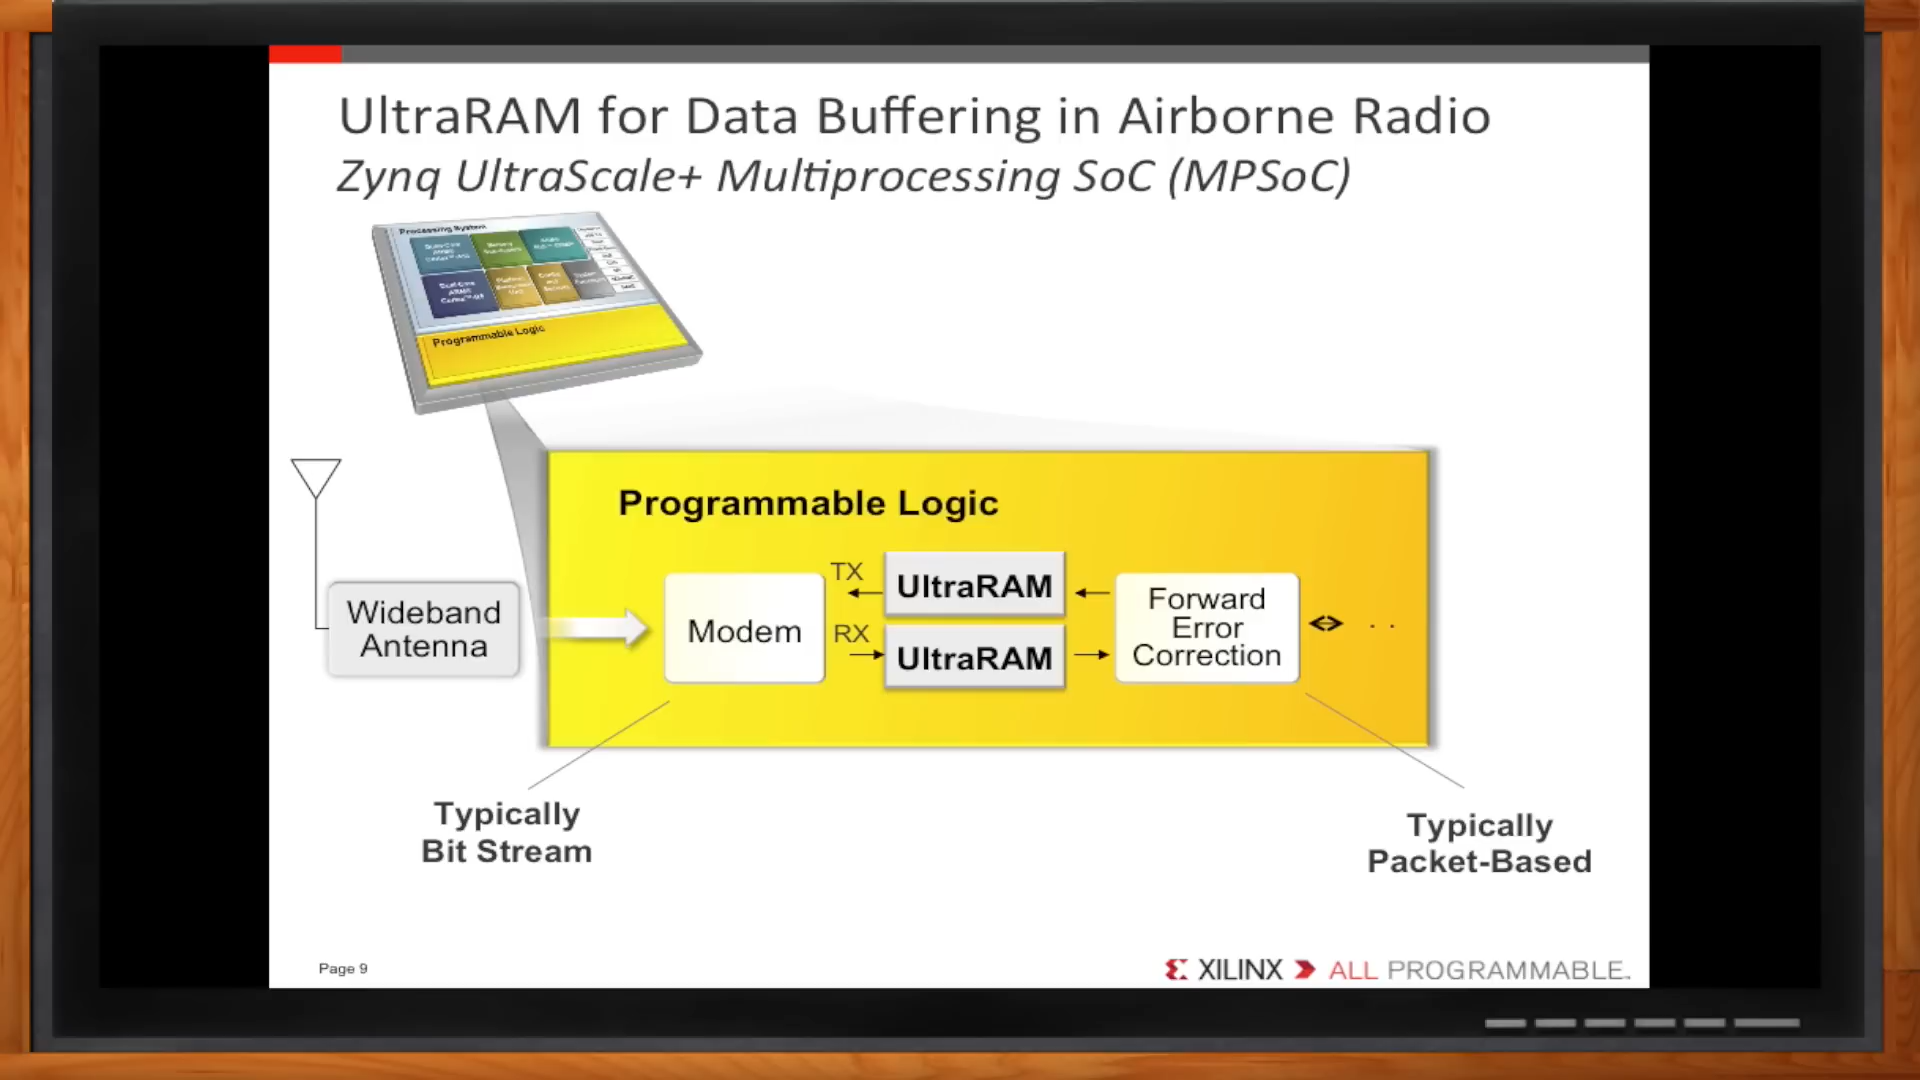 UltraRAM for Data Buffering in Airborne Radio
Zynq UltraScale+ Multiprocessing SoC (MPSoC)
Processing System
Programmable Logic
Programmable Logic
Wideband
Antenna
Modem
TX
RX
UltraRAM
UltraRAM
Forward
Error
Correction
<> . .
Typically
Bit Stream
Typically
Packet-Based
Page 9
XILINX ALL PROGRAMMABLE™